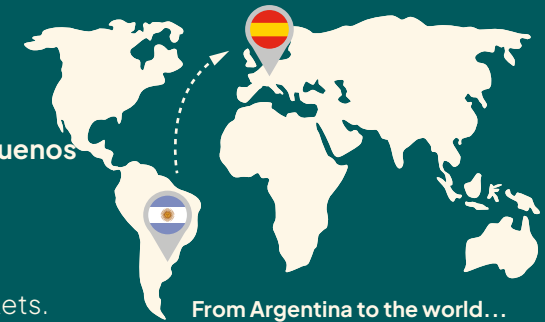 uenos
ets.
From Argentina to the world...